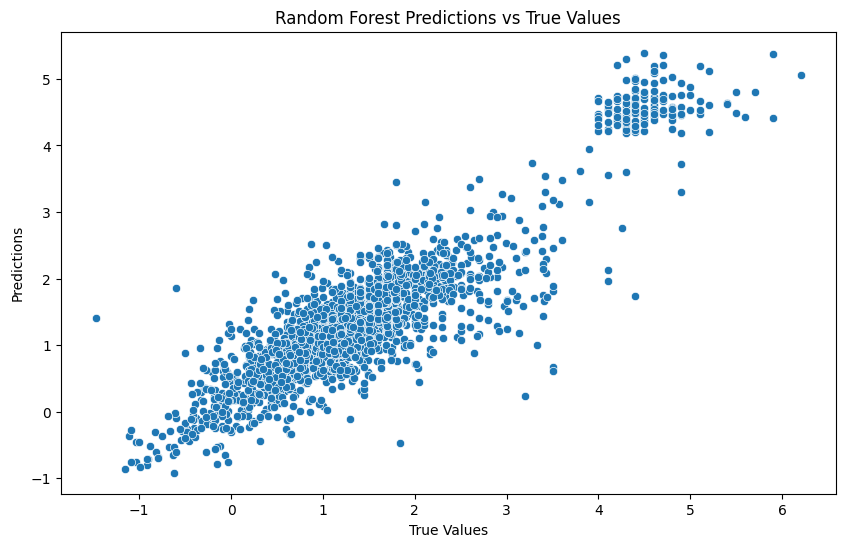 Random Forest Predictions vs True Values
Predictions
5
4
3
2
1
0
−1
−1 0 1 2 3 4 5 6
True Values